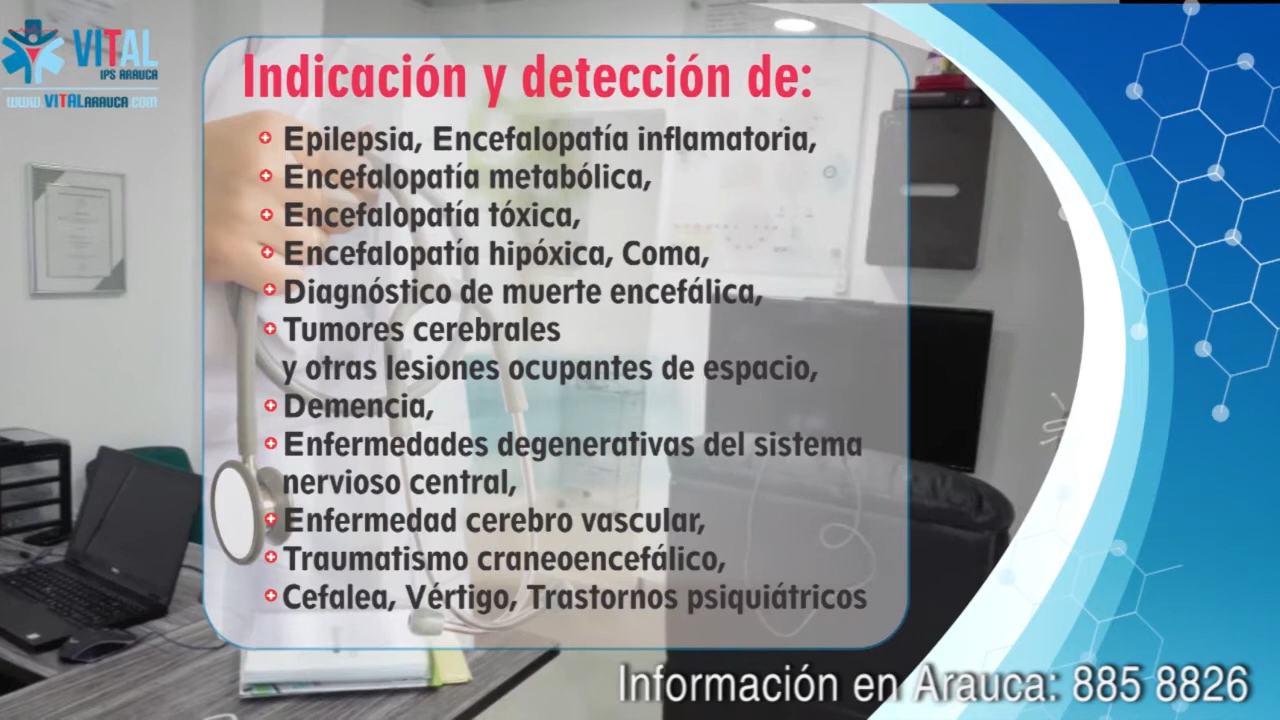 VITAL
IPS ARAUCA
www.VITALARAUCA.COM
Indicación y detección de:
Epilepsia, Encefalopatía inflamatoria,
Encefalopatía metabólica,
Encefalopatía tóxica,
Encefalopatía hipóxica, Coma,
Diagnóstico de muerte encefálica,
Tumores cerebrales
y otras lesiones ocupantes de espacio,
Demencia,
Enfermedades degenerativas del sistema
nervioso central,
Enfermedad cerebro vascular,
Traumatismo craneoencefálico,
Cefalea, Vértigo, Trastornos psiquiátricos
Información en Arauca: 885 8826